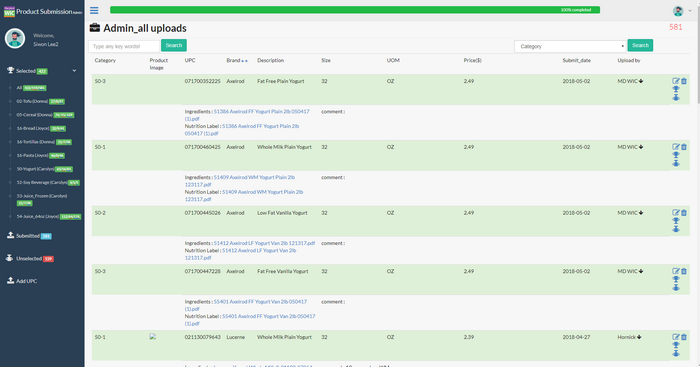 WIC Product Submission Admin
100% completed
Welcome,
Siwon Lee2
Admin_all uploads
581
Any key words!
Search
Category
Search
Selected
All
02-Tofu (Donna)
05-Cereal (Donna)
16-Bread (Joyce)
16-Tortillas (Donna)
16-Pasta (Joyce)
50-Yogurt (Carolyn)
52-Soy Beverage (Carolyn)
53-Juice_frozen (Carolyn)
54-Juice_64oz (Joyce)
Submitted
Unselected
Add UPC
Category Product image UPC Brand Description Size UOM Price($) Submit_date Upload by
50-3 071700352225 Axelrod Fat Free Plain Yogurt 32 OZ 2.49 2018-05-02 MD WIC
Ingredients : 51386 Axelrod FF Yogurt Plain 2lb 050417 comment :
(1).pdf
Nutrition Label : 51386 Axelrod FF Yogurt Plain 2lb
050417 (1).pdf
50-1 071700460425 Axelrod Whole Milk Plain Yogurt 32 OZ 2.49 2018-05-02 MD WIC
Ingredients : 51409 Axelrod WM Yogurt Plain 2lb comment :
123117.pdf
Nutrition Label : 51409 Axelrod WM Yogurt Plain 2lb
123117.pdf
50-2 071700445026 Axelrod Low Fat Vanilla Yogurt 32 OZ 2.49 2018-05-02 MD WIC
Ingredients : 51412 Axelrod LF Yogurt Van 2lb 121317.pdf comment :
Nutrition Label : 51412 Axelrod LF Yogurt Van 2lb
121317.pdf
50-3 071700447228 Axelrod Fat Free Vanilla Yogurt 32 OZ 2.49 2018-05-02 MD WIC
Ingredients : 55401 Axelrod FF Yogurt Van 2lb 050417 comment :
(1).pdf
Nutrition Label : 55401 Axelrod FF Yogurt Van 2lb 050417
(1).pdf
50-1 021130079643 Lucerne Whole Milk Plain Yogurt 32 OZ 2.39 2018-04-27 Hornick